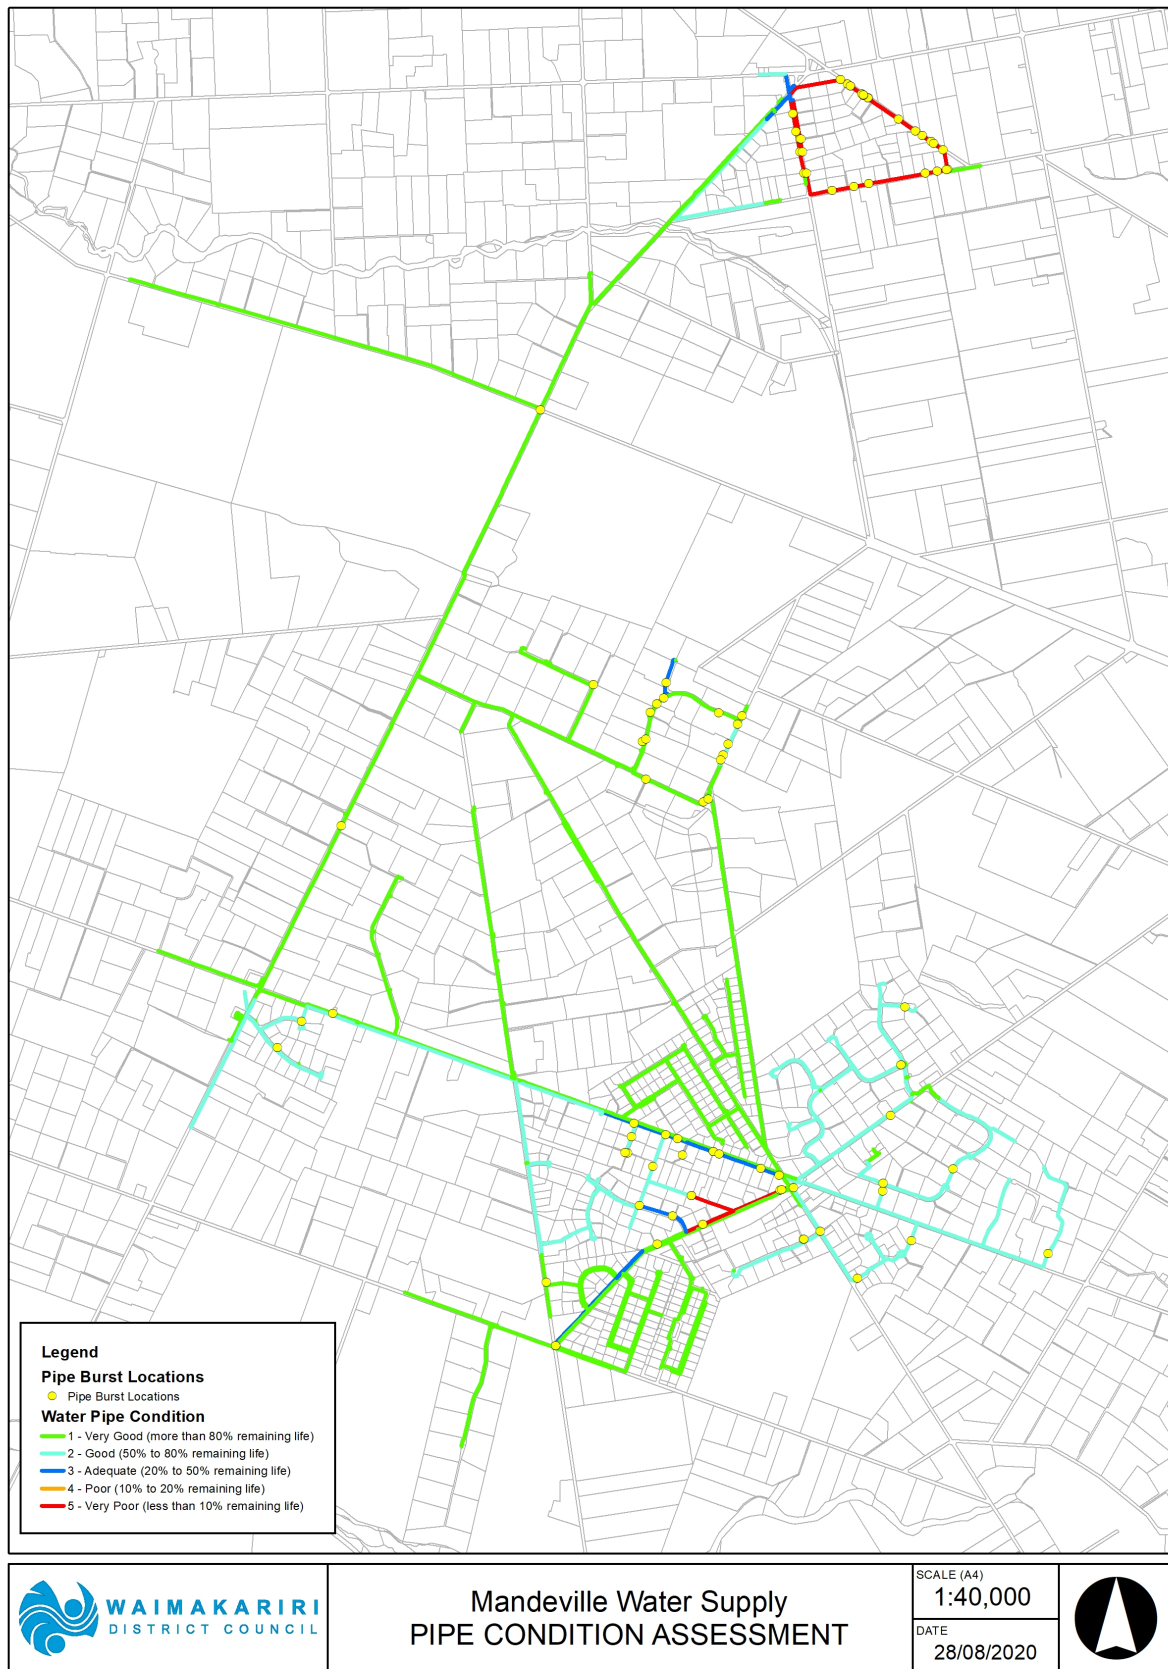 Legend
Pipe Burst Locations
Pipe Burst Locations
Water Pipe Condition
1 - Very Good (more than 80% remaining life)
2 - Good (50% to 80% remaining life)
3 - Adequate (20% to 50% remaining life)
4 - Poor (10% to 20% remaining life)
5 - Very Poor (less than 10% remaining life)
WAIMAKARIRI
DISTRICT COUNCIL
Mandeville Water Supply
PIPE CONDITION ASSESSMENT
SCALE (A4)
1:40,000
DATE
28/08/2020